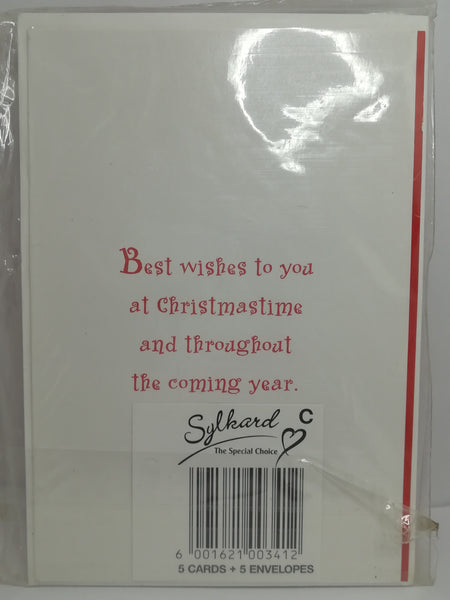 Best wishes to you
at Christmastime
and throughout
the coming year.
Sylkard C
The Special Choice
6 001621 003412
5 CARDS + 5 ENVELOPES